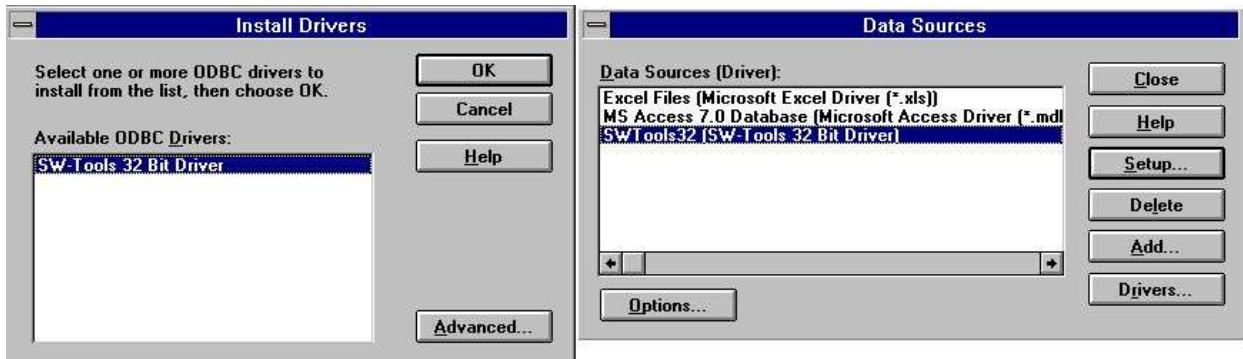 Install Drivers
Select one or more ODBC drivers to
install from the list, then choose OK.
Available ODBC Drivers:
SW-Tools 32 Bit Driver
OK
Cancel
Help
Advanced...
Data Sources
Data Sources (Driver):
Excel Files (Microsoft Excel Driver (*.xls))
MS Access 7.0 Database (Microsoft Access Driver (*.mdl
SWTools32 (SW-Tools 32 Bit Driver)
Close
Help
Setup...
Delete
Add...
Drivers...
Options...